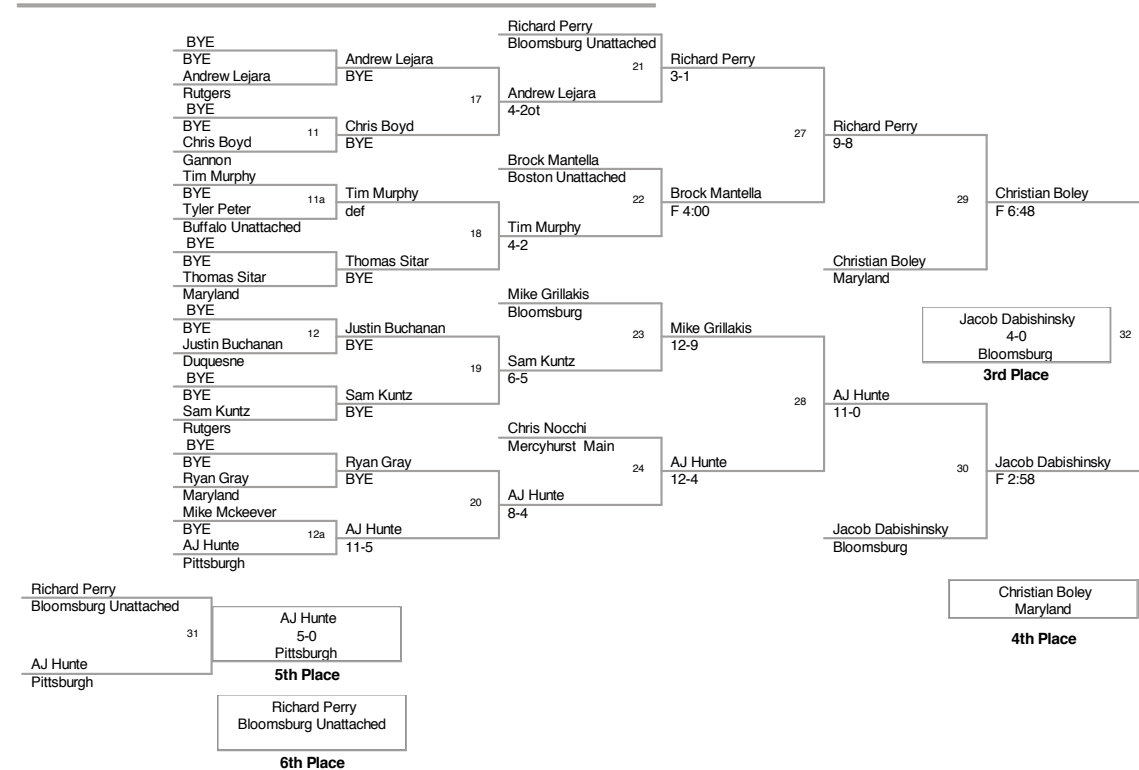 Richard Perry
BYE
Bloomsburg Unattached
BYE
Andrew Lejara
21
Richard Perry
Andrew Lejara
BYE
3-1
Rutgers
17
Andrew Lejara
BYE
4-2ot
BYE
11
Chris Boyd
27
Richard Perry
Chris Boyd
BYE
9-8
Gannon
Brock Mantella
Tim Murphy
Boston Unattached
BYE
11a
Tim Murphy
22
Brock Mantella
29
Christian Boley
Tyler Peter
def
F 4:00
F 6:48
Buffalo Unattached
18
Tim Murphy
BYE
4-2
BYE
Thomas Sitar
Christian Boley
Thomas Sitar
BYE
Maryland
Maryland
Mike Grillakis
BYE
Bloomsburg
Jacob Dabishinsky
BYE
12
Justin Buchanan
23
Mike Grillakis
4-0
32
Justin Buchanan
BYE
12-9
Bloomsburg
Duquesne
19
Sam Kuntz
3rd Place
BYE
6-5
BYE
Sam Kuntz
28
AJ Hunte
Sam Kuntz
BYE
11-0
Rutgers
Chris Nocchi
BYE
Mercyhurst Main
BYE
Ryan Gray
24
AJ Hunte
30
Jacob Dabishinsky
Ryan Gray
BYE
12-4
F 2:58
Maryland
20
AJ Hunte
Mike Mckeever
8-4
BYE
12a
AJ Hunte
Jacob Dabishinsky
AJ Hunte
11-5
Bloomsburg
Pittsburgh
Richard Perry
Bloomsburg Unattached
31
AJ Hunte
5-0
Pittsburgh
AJ Hunte
Pittsburgh
5th Place
Christian Boley
Maryland
4th Place
Richard Perry
Bloomsburg Unattached
6th Place